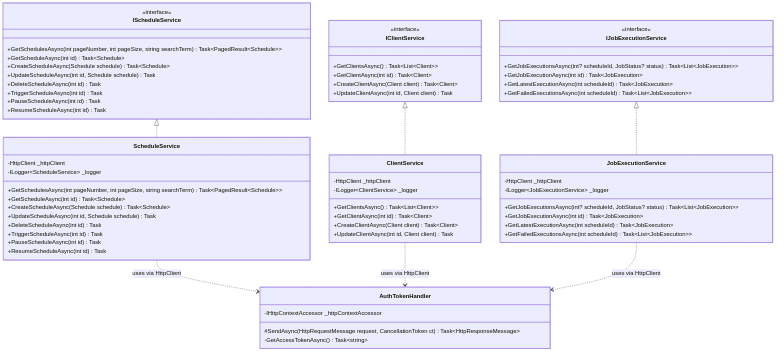 «interface»
IScheduleService
+GetSchedulesAsync(int pageNumber, int pageSize, string searchTerm) : Task<PagedResult<Schedule>>
+GetScheduleAsync(int id) : Task<Schedule>
+CreateScheduleAsync(Schedule schedule) : Task<Schedule>
+UpdateScheduleAsync(int id, Schedule schedule) : Task
+DeleteScheduleAsync(int id) : Task
+TriggerScheduleAsync(int id) : Task
+PauseScheduleAsync(int id) : Task
+ResumeScheduleAsync(int id) : Task
«interface»
IClientService
+GetClientsAsync() : Task<List<Client>>
+GetClientAsync(int id) : Task<Client>
+CreateClientAsync(Client client) : Task<Client>
+UpdateClientAsync(int id, Client client) : Task
«interface»
IJobExecutionService
+GetJobExecutionsAsync(int? scheduleId, JobStatus? status) : Task<List<JobExecution>>
+GetJobExecutionAsync(int id) : Task<JobExecution>
+GetLatestExecutionAsync(int scheduleId) : Task<JobExecution>
+GetFailedExecutionsAsync(int scheduleId) : Task<List<JobExecution>>
ScheduleService
-HttpClient _httpClient
-ILogger<ScheduleService> _logger
+GetSchedulesAsync(int pageNumber, int pageSize, string searchTerm) : Task<PagedResult<Schedule>>
+GetScheduleAsync(int id) : Task<Schedule>
+CreateScheduleAsync(Schedule schedule) : Task<Schedule>
+UpdateScheduleAsync(int id, Schedule schedule) : Task
+DeleteScheduleAsync(int id) : Task
+TriggerScheduleAsync(int id) : Task
+PauseScheduleAsync(int id) : Task
+ResumeScheduleAsync(int id) : Task
ClientService
-HttpClient _httpClient
-ILogger<ClientService> _logger
+GetClientsAsync() : Task<List<Client>>
+GetClientAsync(int id) : Task<Client>
+CreateClientAsync(Client client) : Task<Client>
+UpdateClientAsync(int id, Client client) : Task
JobExecutionService
-HttpClient _httpClient
-ILogger<JobExecutionService> _logger
+GetJobExecutionsAsync(int? scheduleId, JobStatus? status) : Task<List<JobExecution>>
+GetJobExecutionAsync(int id) : Task<JobExecution>
+GetLatestExecutionAsync(int scheduleId) : Task<JobExecution>
+GetFailedExecutionsAsync(int scheduleId) : Task<List<JobExecution>>
uses via HttpClient
uses via HttpClient
uses via HttpClient
AuthTokenHandler
-IHttpContextAccessor _httpContextAccessor
#SendAsync(HttpRequestMessage request, CancellationToken ct) : Task<HttpResponseMessage>
-GetAccessTokenAsync() : Task<string>